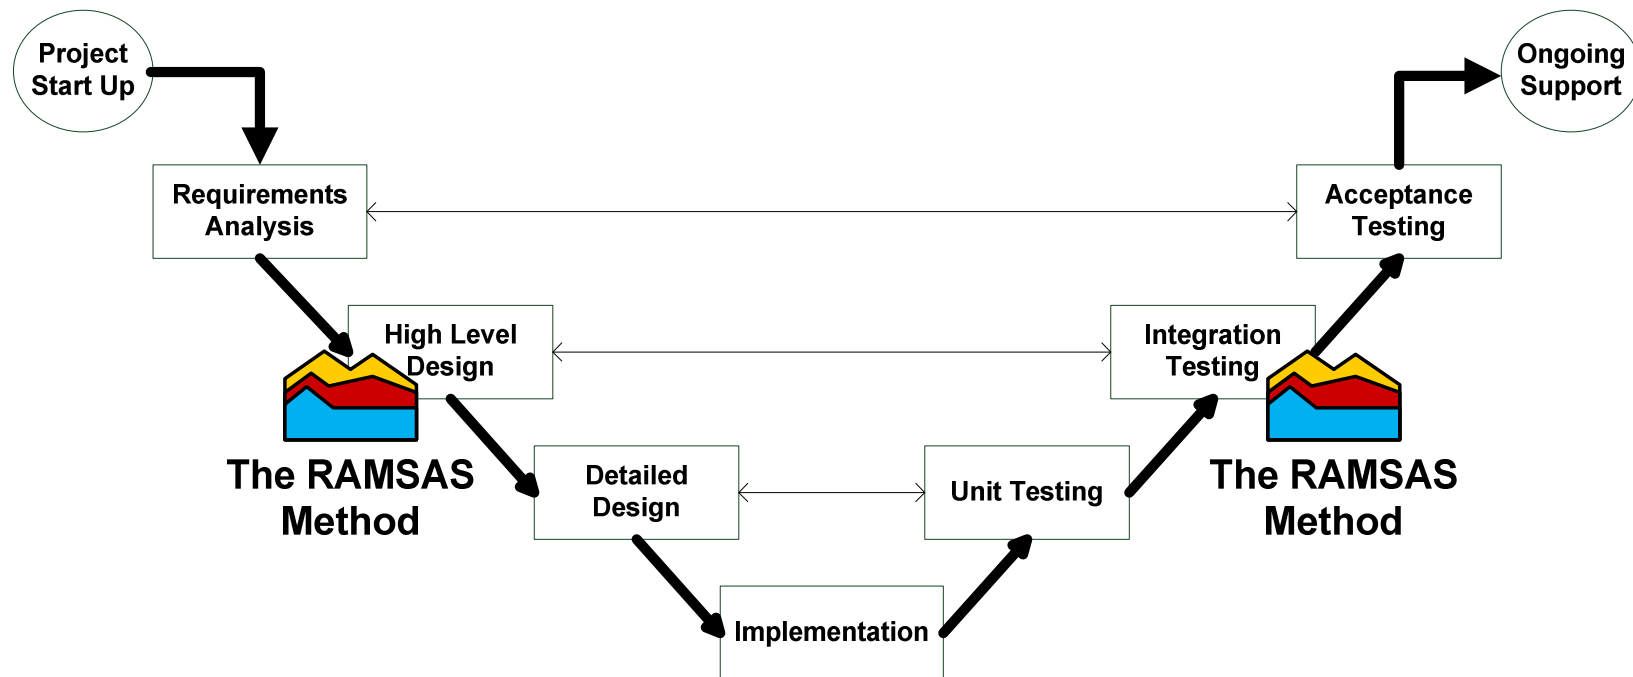 Project
Start Up
Ongoing
Support
Requirements
Analysis
Acceptance
Testing
High Level
Design
Integration
Testing
The RAMSAS
Method
Detailed
Design
Unit Testing
The RAMSAS
Method
Implementation